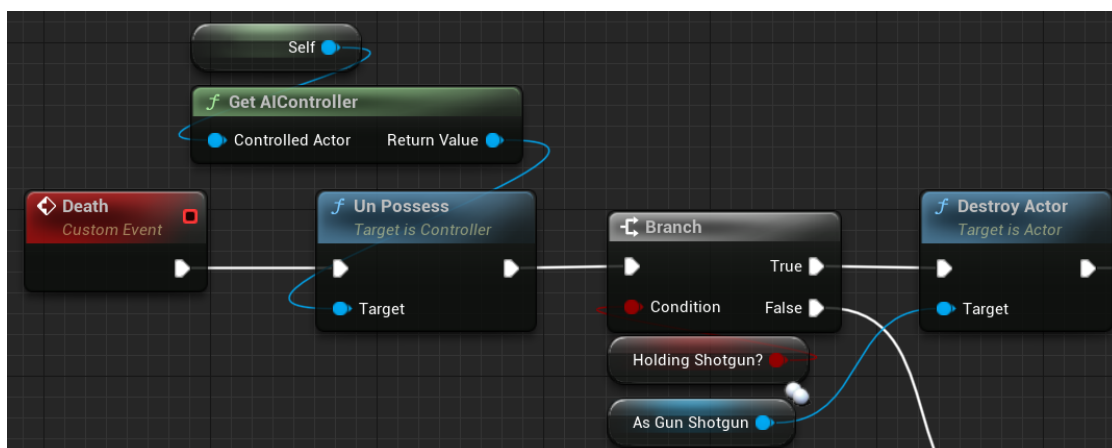 Self
f Get AIController
Controlled Actor Return Value
Death
Custom Event
f Un Possess
Target is Controller
Target
Branch
True
Condition False
Holding Shotgun?
As Gun Shotgun
f Destroy Actor
Target is Actor
Target